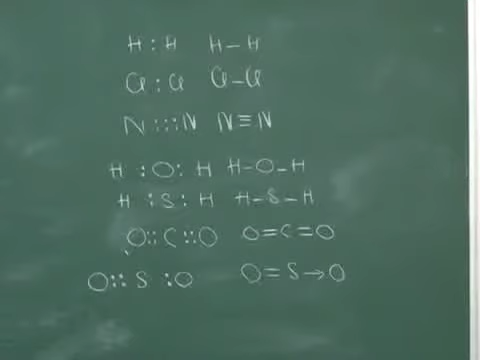 H : H H–H
Cl : Cl Cl–Cl
N :::N N≡N
H :O: H H–O–H
H :S: H H–S–H
O::C::O O=C=O
O:: S :O O=S→O